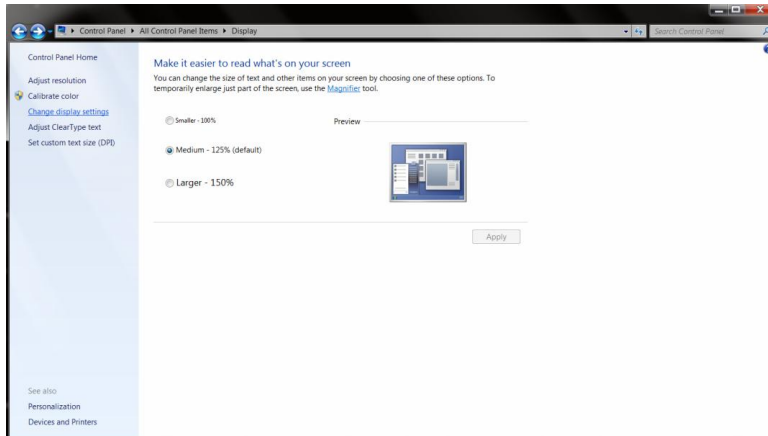 Control Panel ▸ All Control Panel Items ▸ Display
Search Control Panel
Control Panel Home
Adjust resolution
Calibrate color
Change display settings
Adjust ClearType text
Set custom text size (DPI)
Make it easier to read what's on your screen
You can change the size of text and other items on your screen by choosing one of these options. To
temporarily enlarge just part of the screen, use the Magnifier tool.
Smaller - 100%
Preview
Medium - 125% (default)
Larger - 150%
Apply
See also
Personalization
Devices and Printers